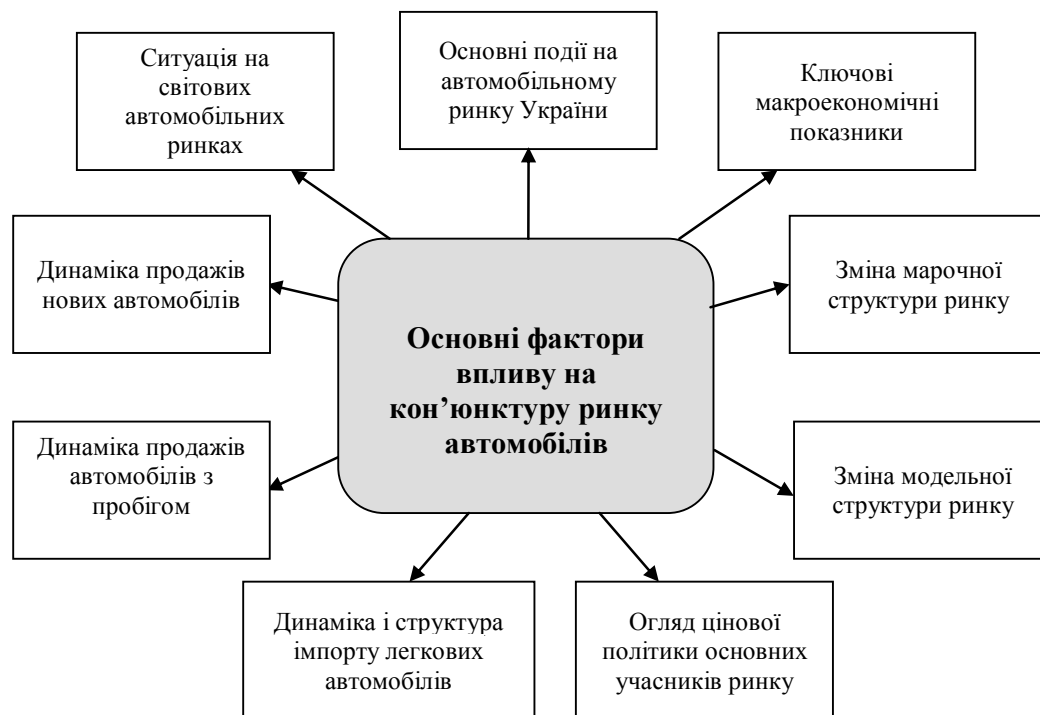 Ситуація на
світових
автомобільних
ринках
Основні події на
автомобільному
ринку України
Ключові
макроекономічні
показники
Динаміка продажів
нових автомобілів
Зміна марочної
структури ринку
Основні фактори
впливу на
кон’юнктуру ринку
автомобілів
Динаміка продажів
автомобілів з
пробігом
Зміна модельної
структури ринку
Динаміка і структура
імпорту легкових
автомобілів
Огляд цінової
політики основних
учасників ринку